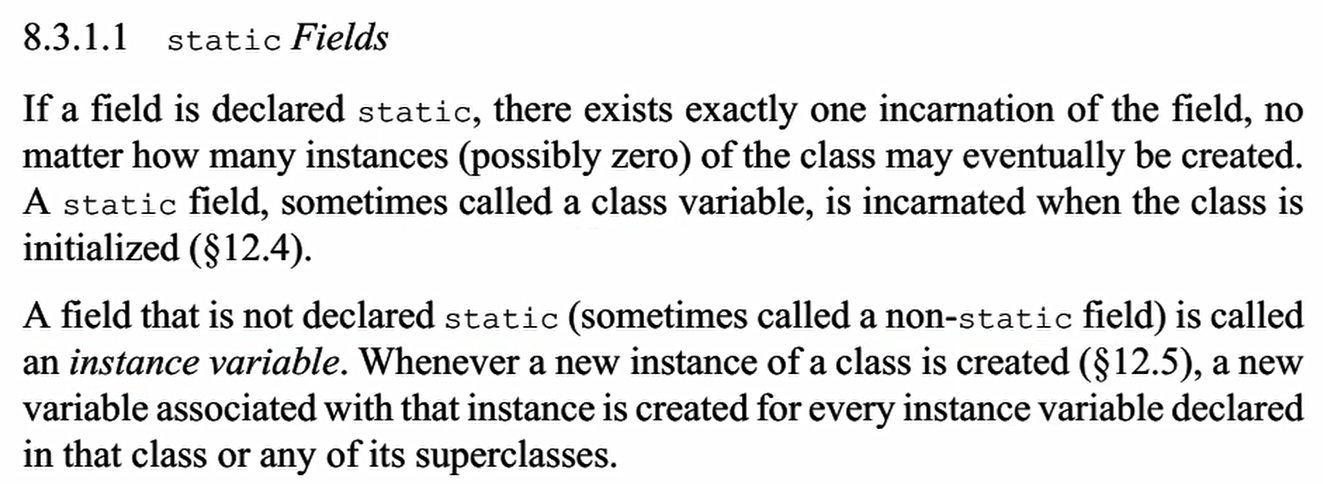 8.3.1.1 static Fields
If a field is declared static, there exists exactly one incarnation of the field, no
matter how many instances (possibly zero) of the class may eventually be created.
A static field, sometimes called a class variable, is incarnated when the class is
initialized (§12.4).
A field that is not declared static (sometimes called a non-static field) is called
an instance variable. Whenever a new instance of a class is created (§12.5), a new
variable associated with that instance is created for every instance variable declared
in that class or any of its superclasses.